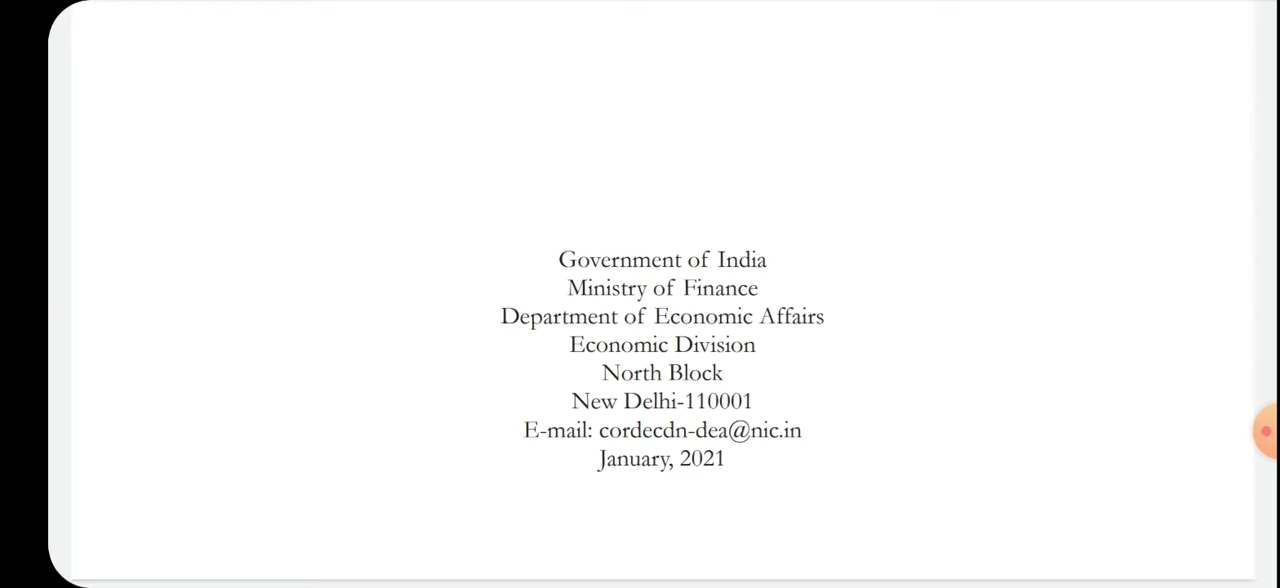 Government of India
Ministry of Finance
Department of Economic Affairs
Economic Division
North Block
New Delhi-110001
E-mail: cordecdn-dea@nic.in
January, 2021